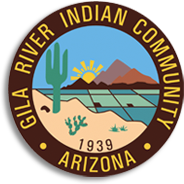 GILA RIVER INDIAN COMMUNITY
1939
• ARIZONA •